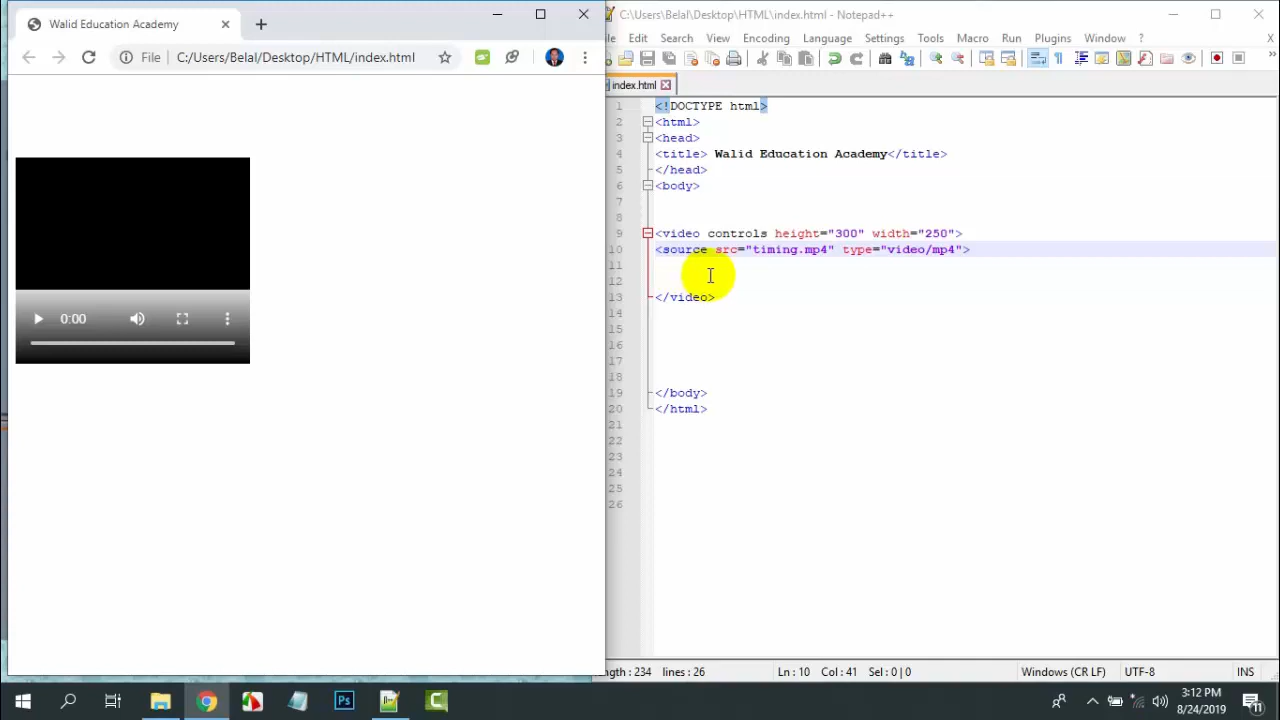 Walid Education Academy
File C:/Users/Belal/Desktop/HTML/index.html
0:00
C:\Users\Belal\Desktop\HTML\index.html - Notepad++
Edit Search View Encoding Language Settings Tools Macro Run Plugins Window ? X
index.html
1 <!DOCTYPE html>
2 <html>
3 <head>
4 <title> Walid Education Academy</title>
5 </head>
6 <body>
7
8
9 <video controls height="300" width="250">
10 <source src="timing.mp4" type="video/mp4">
11
12
13 </video>
14
15
16
17
18
19 </body>
20 </html>
21
22
23
24
25
26
ngth : 234 lines : 26 Ln : 10 Col : 41 Sel : 0 | 0 Windows (CR LF) UTF-8 INS
Ps
3:12 PM
8/24/2019
11